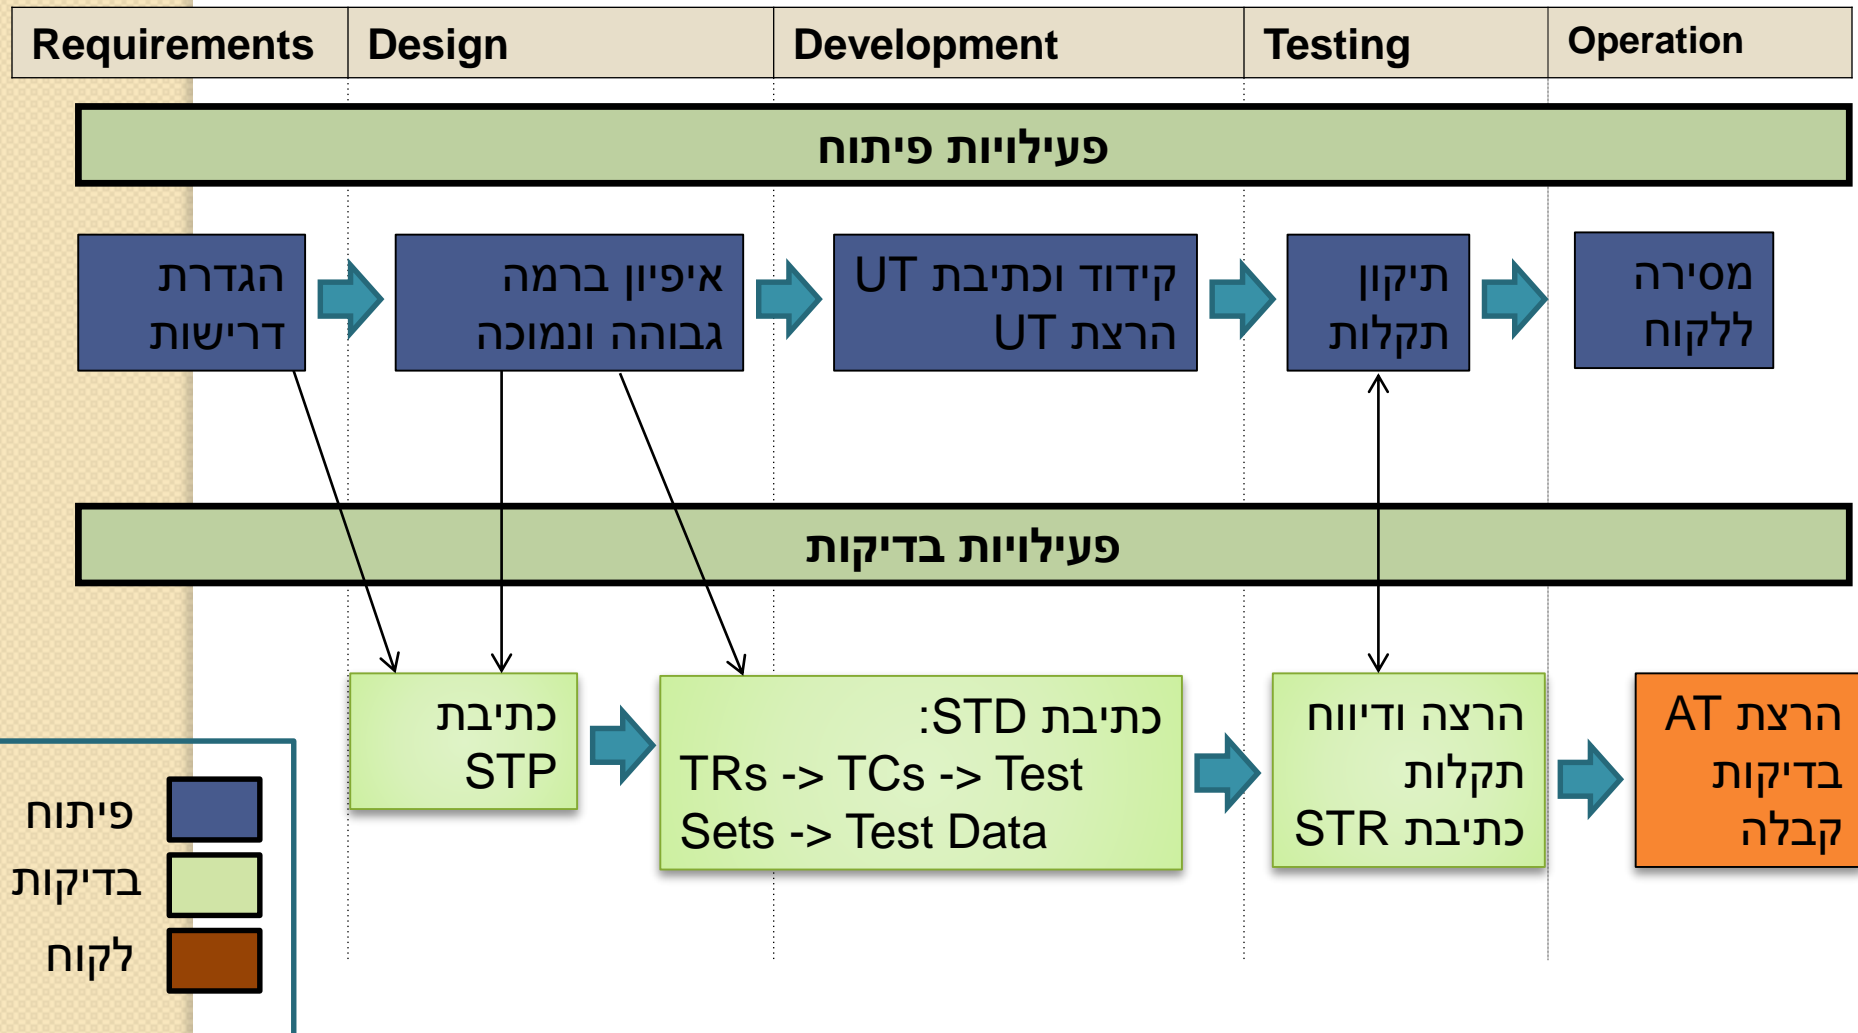 Requirements Design Development Testing Operation
פעילויות פיתוח
הגדרת
דרישות
איפיון ברמה
גבוהה ונמוכה
קידוד וכתיבת UT
הרצת UT
תיקון
תקלות
מסירה
ללקוח
פעילויות בדיקות
כתיבת
STP
כתיבת STD:
TRs -> TCs -> Test
Sets -> Test Data
הרצה ודיווח
תקלות
כתיבת STR
הרצת AT
בדיקות
קבלה
פיתוח
בדיקות
לקוח